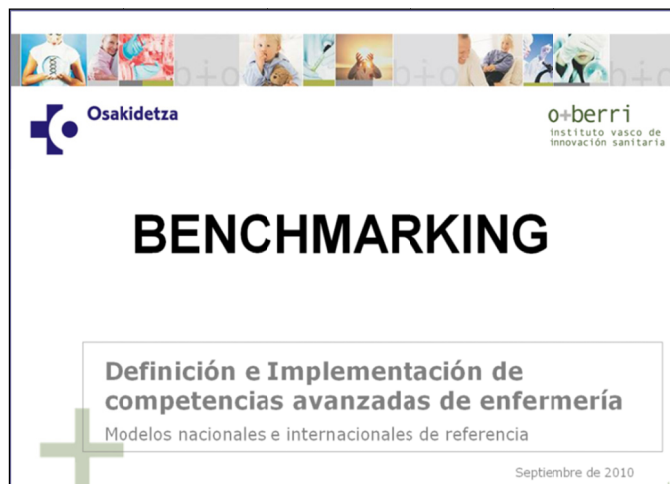 Osakidetza
o+berri
instituto vasco de
innovación sanitaria
BENCHMARKING
Definición e Implementación de
competencias avanzadas de enfermería
Modelos nacionales e internacionales de referencia
Septiembre de 2010